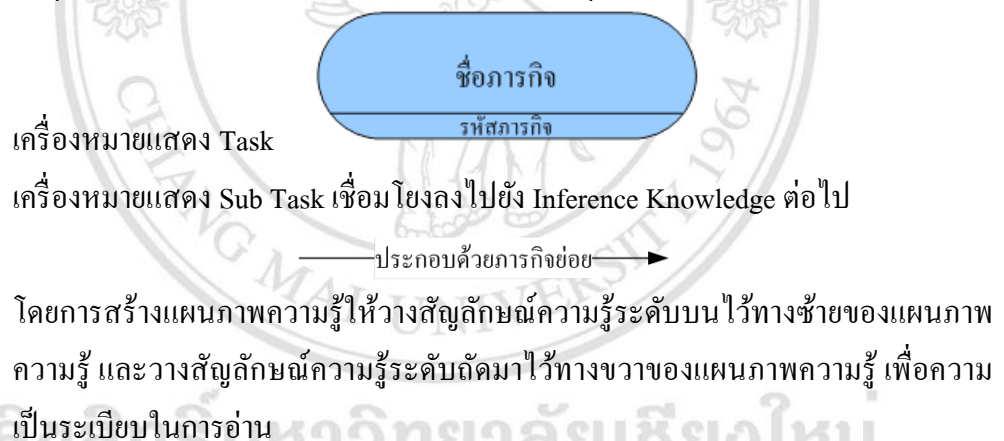 ชื่อภารกิจ
รหัสภารกิจ
เครื่องหมายแสดง Task
เครื่องหมายแสดง Sub Task เชื่อมโยงลงไปยัง Inference Knowledge ต่อไป
ประกอบด้วยภารกิจย่อย
โดยการสร้างแผนภาพความรู้ให้วางสัญลักษณ์ความรู้ระดับบนไว้ทางซ้ายของแผนภาพ
ความรู้ และวางสัญลักษณ์ความรู้ระดับถัดมาไว้ทางขวาของแผนภาพความรู้ เพื่อความ
เป็นระเบียบในการอ่าน
CHIANG MAI UNIVERSITY 1964